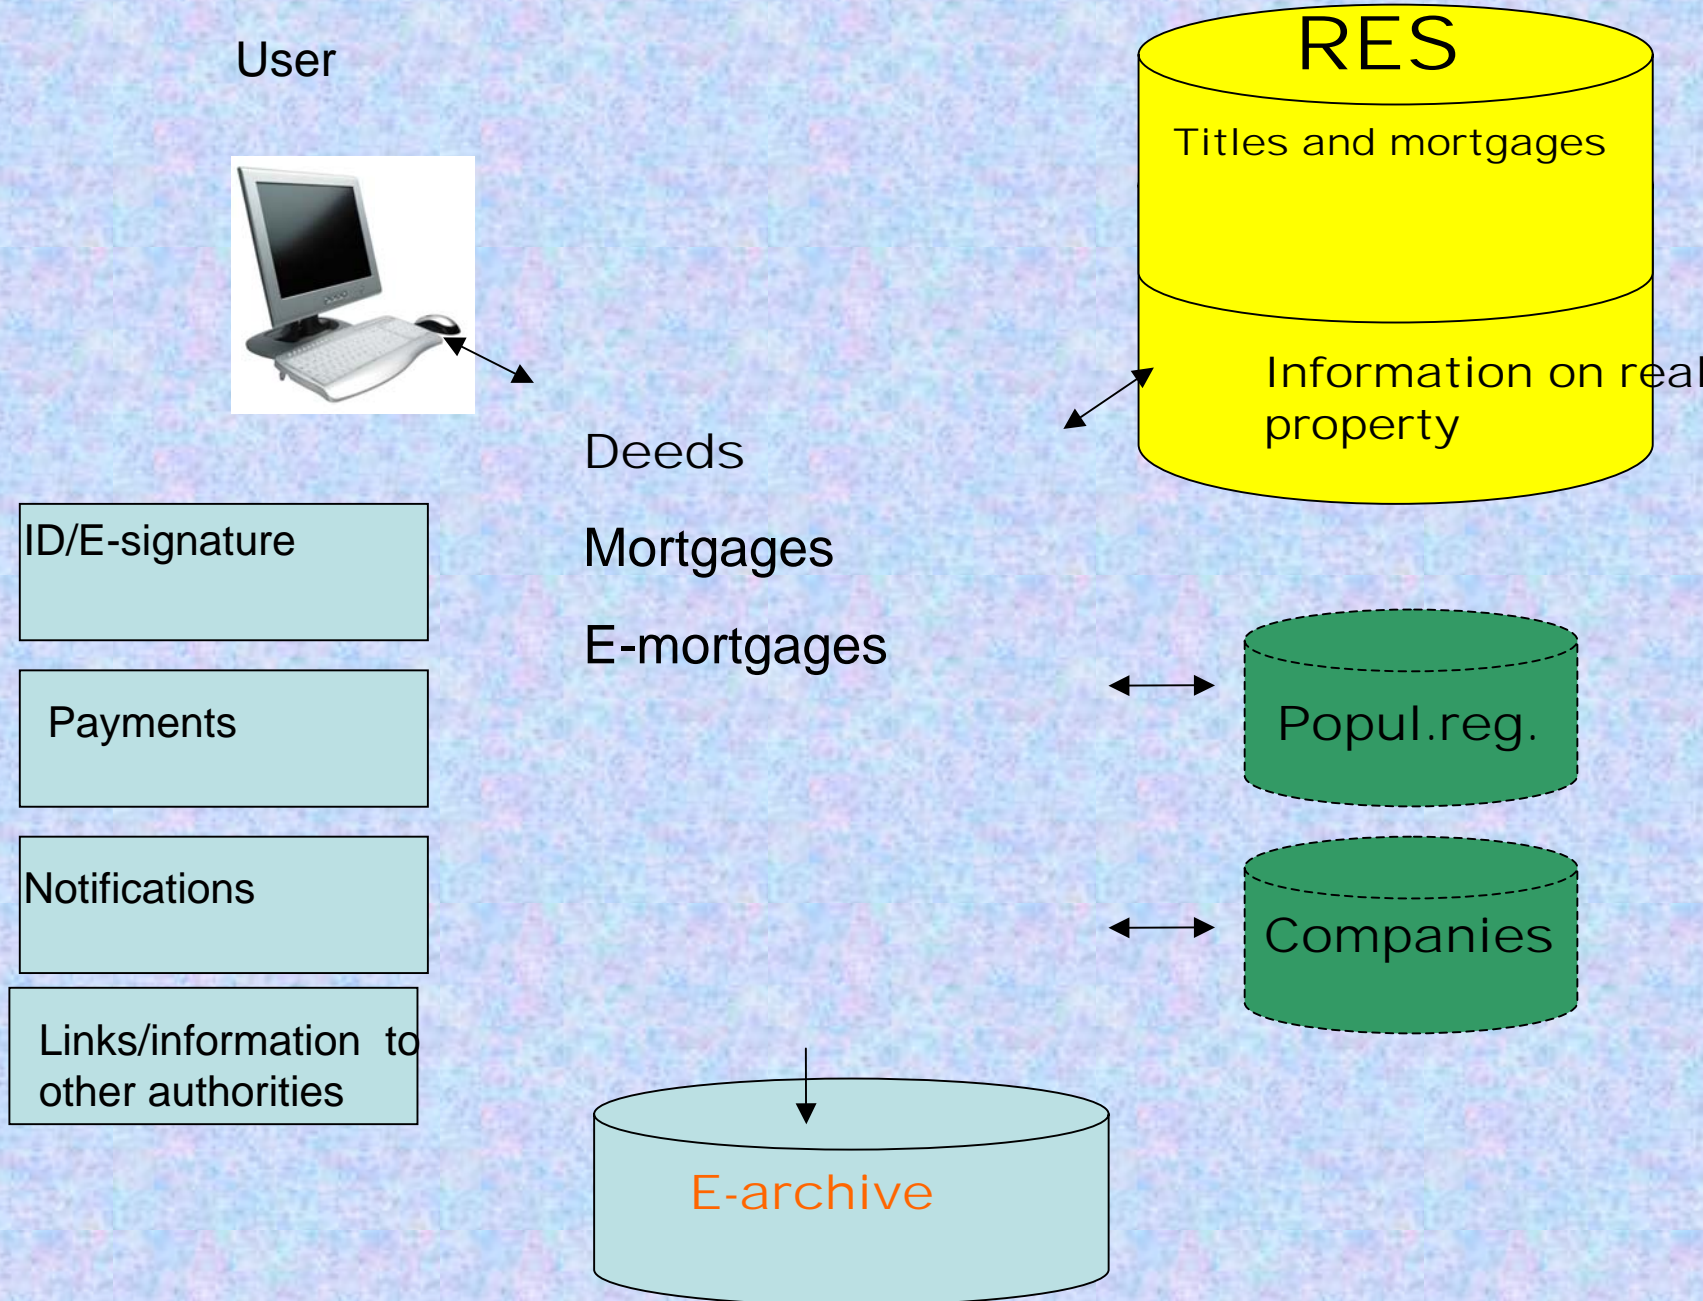 User
RES
Titles and mortgages
Information on real
property
Deeds
Mortgages
E-mortgages
ID/E-signature
Payments
Notifications
Links/information to
other authorities
Popul.reg.
Companies
E-archive